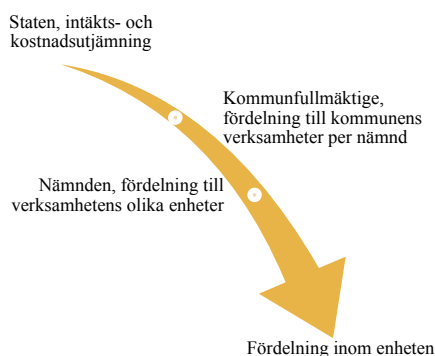 Staten, intäkts- och
kostnadsutjämning
Kommunfullmäktige,
fördelning till kommunens
verksamheter per nämnd
Nämnden, fördelning till
verksamhetens olika enheter
Fördelning inom enheten